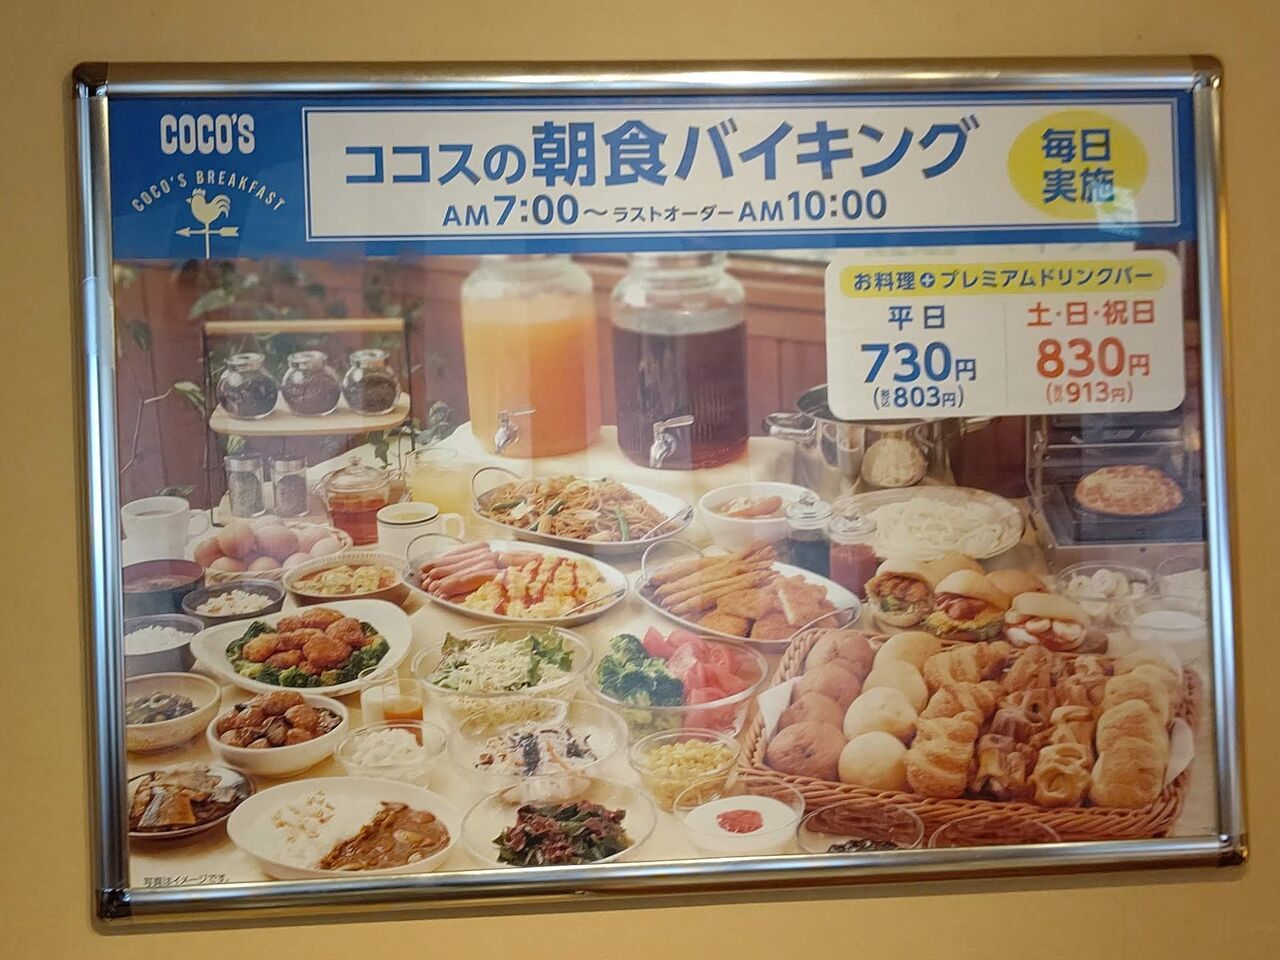 COCO'S
COCO'S BREAKFAST
ココスの朝食バイキング
AM7:00～ラストオーダーAM10:00
毎日
実施
お料理+プレミアムドリンクバー
平日
730円
(税込803円)
土・日・祝日
830円
(税込913円)
写真はイメージです。